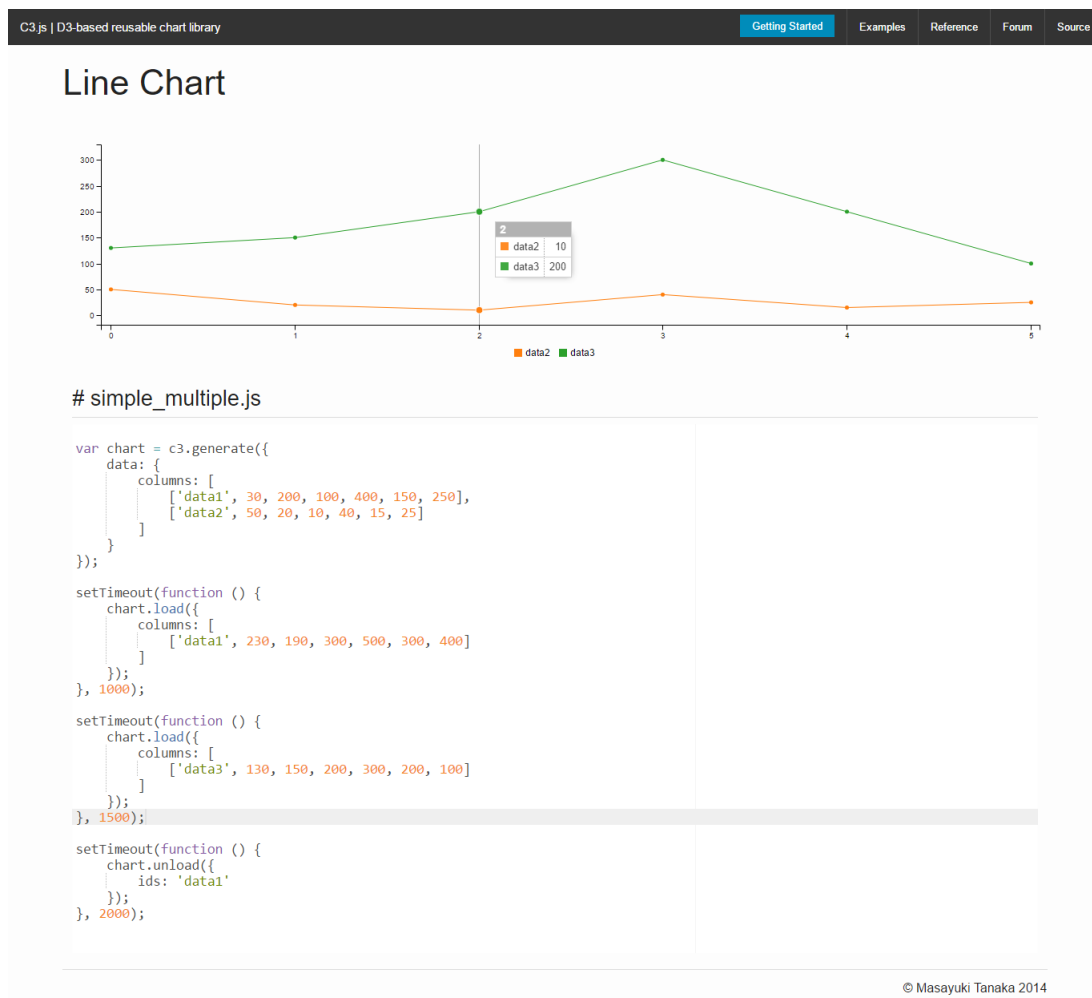 C3.js | D3-based reusable chart library
Getting Started
Examples
Reference
Forum
Source
Line Chart
300
250
200
150
100
50
0
2
data2 10
data3 200
0 1 2 3 4 5
data2 data3
# simple_multiple.js
var chart = c3.generate({
    data: {
        columns: [
            ['data1', 30, 200, 100, 400, 150, 250],
            ['data2', 50, 20, 10, 40, 15, 25]
        ]
    }
});
setTimeout(function () {
    chart.load({
        columns: [
            ['data1', 230, 190, 300, 500, 300, 400]
        ]
    });
}, 1000);
setTimeout(function () {
    chart.load({
        columns: [
            ['data3', 130, 150, 200, 300, 200, 100]
        ]
    });
}, 1500);
setTimeout(function () {
    chart.unload({
        ids: 'data1'
    });
}, 2000);
© Masayuki Tanaka 2014